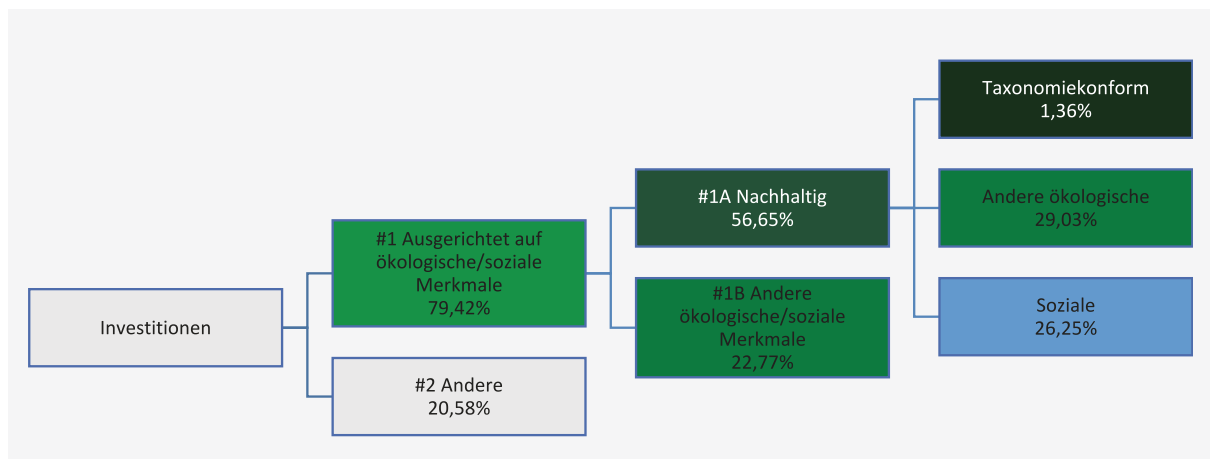 Investitionen
#1 Ausgerichtet auf
ökologische/soziale
Merkmale
79,42%
#2 Andere
20,58%
#1A Nachhaltig
56,65%
#1B Andere
ökologische/soziale
Merkmale
22,77%
Taxonomiekonform
1,36%
Andere ökologische
29,03%
Soziale
26,25%